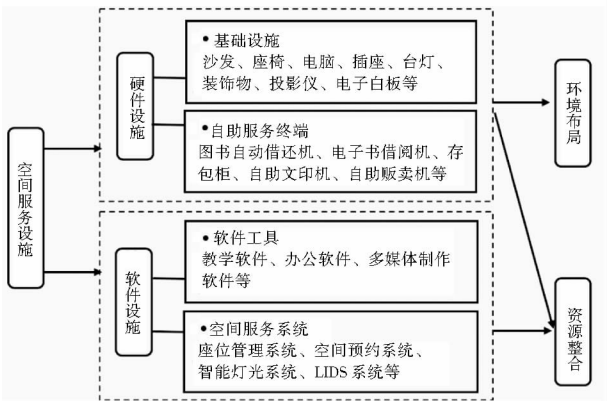 空间服务设施
硬件设施
• 基础设施
沙发、座椅、电脑、插座、台灯、
装饰物、投影仪、电子白板等
• 自助服务终端
图书自动借还机、电子书借阅机、存
包柜、自助文印机、自助贩卖机等
软件设施
• 软件工具
教学软件、办公软件、多媒体制作
软件等
•空间服务系统
座位管理系统、空间预约系统、
智能灯光系统、LIDS 系统等
环境布局
资源整合